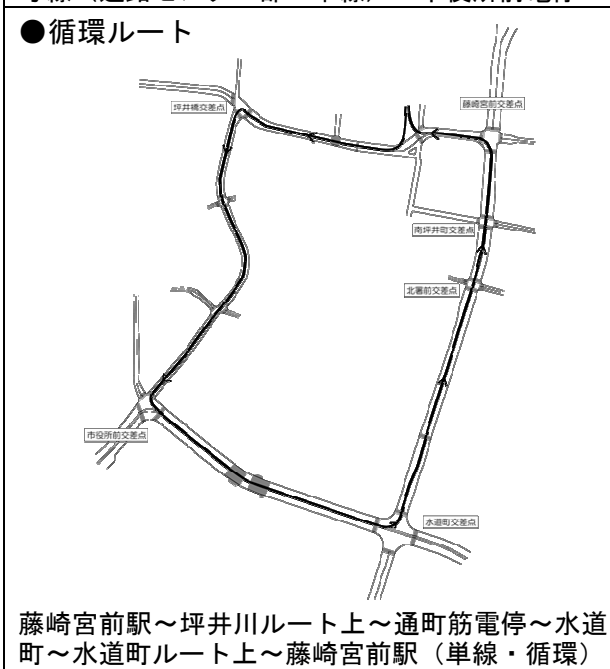 ●循環ルート
坪井橋交差点
藤崎宮前交差点
南坪井町交差点
北署前交差点
市役所前交差点
水道町交差点
藤崎宮前駅～坪井川ルート上～通町筋電停～水道
町～水道町ルート上～藤崎宮前駅（単線・循環）